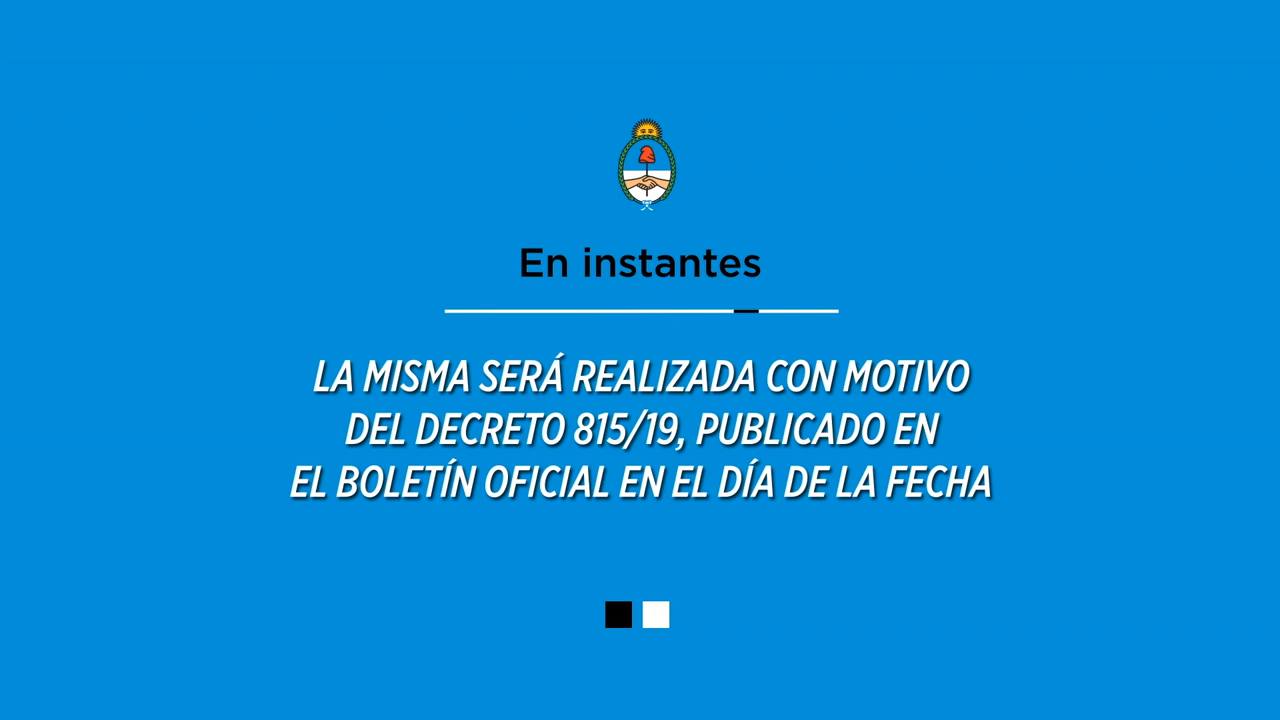 En instantes
LA MISMA SERÁ REALIZADA CON MOTIVO
DEL DECRETO 815/19, PUBLICADO EN
EL BOLETÍN OFICIAL EN EL DÍA DE LA FECHA